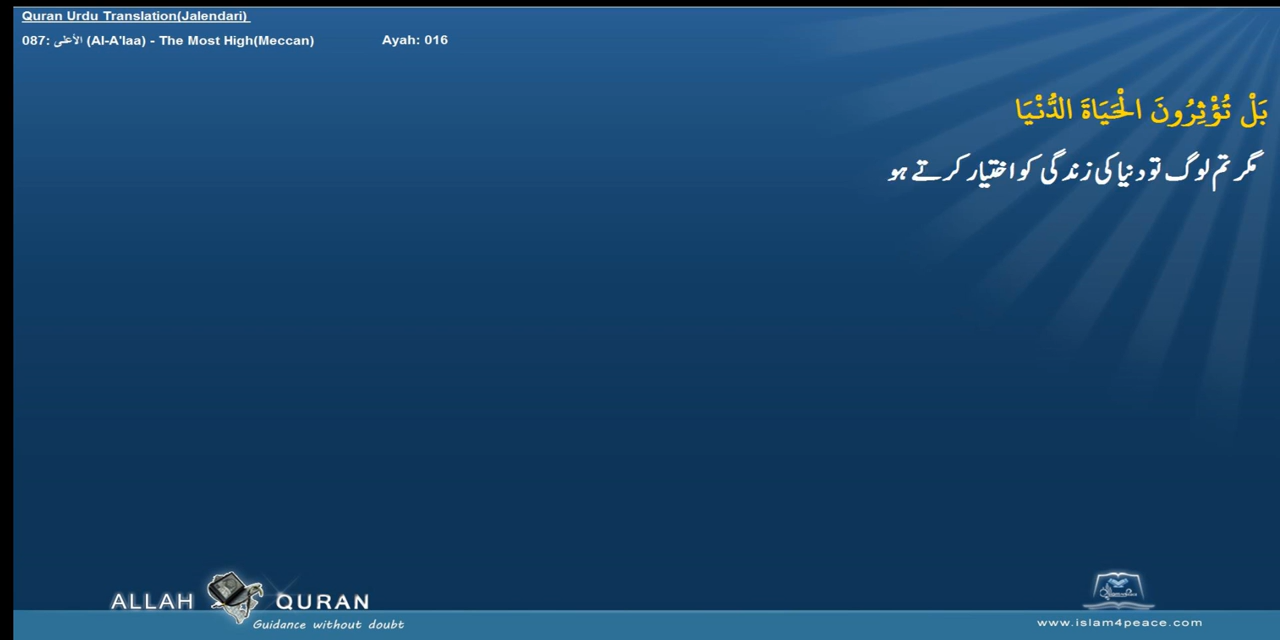 Quran Urdu Translation(Jalendari)
087: الأعلى (Al-A'laa) - The Most High(Meccan) Ayah: 016
بَلْ تُؤْثِرُونَ الْحَيَاةَ الدُّنْيَا
مگر تم لوگ تو دنیا کی زندگی کو اختیار کرتے ہو
ALLAH QURAN
Guidance without doubt
www.islam4peace.com